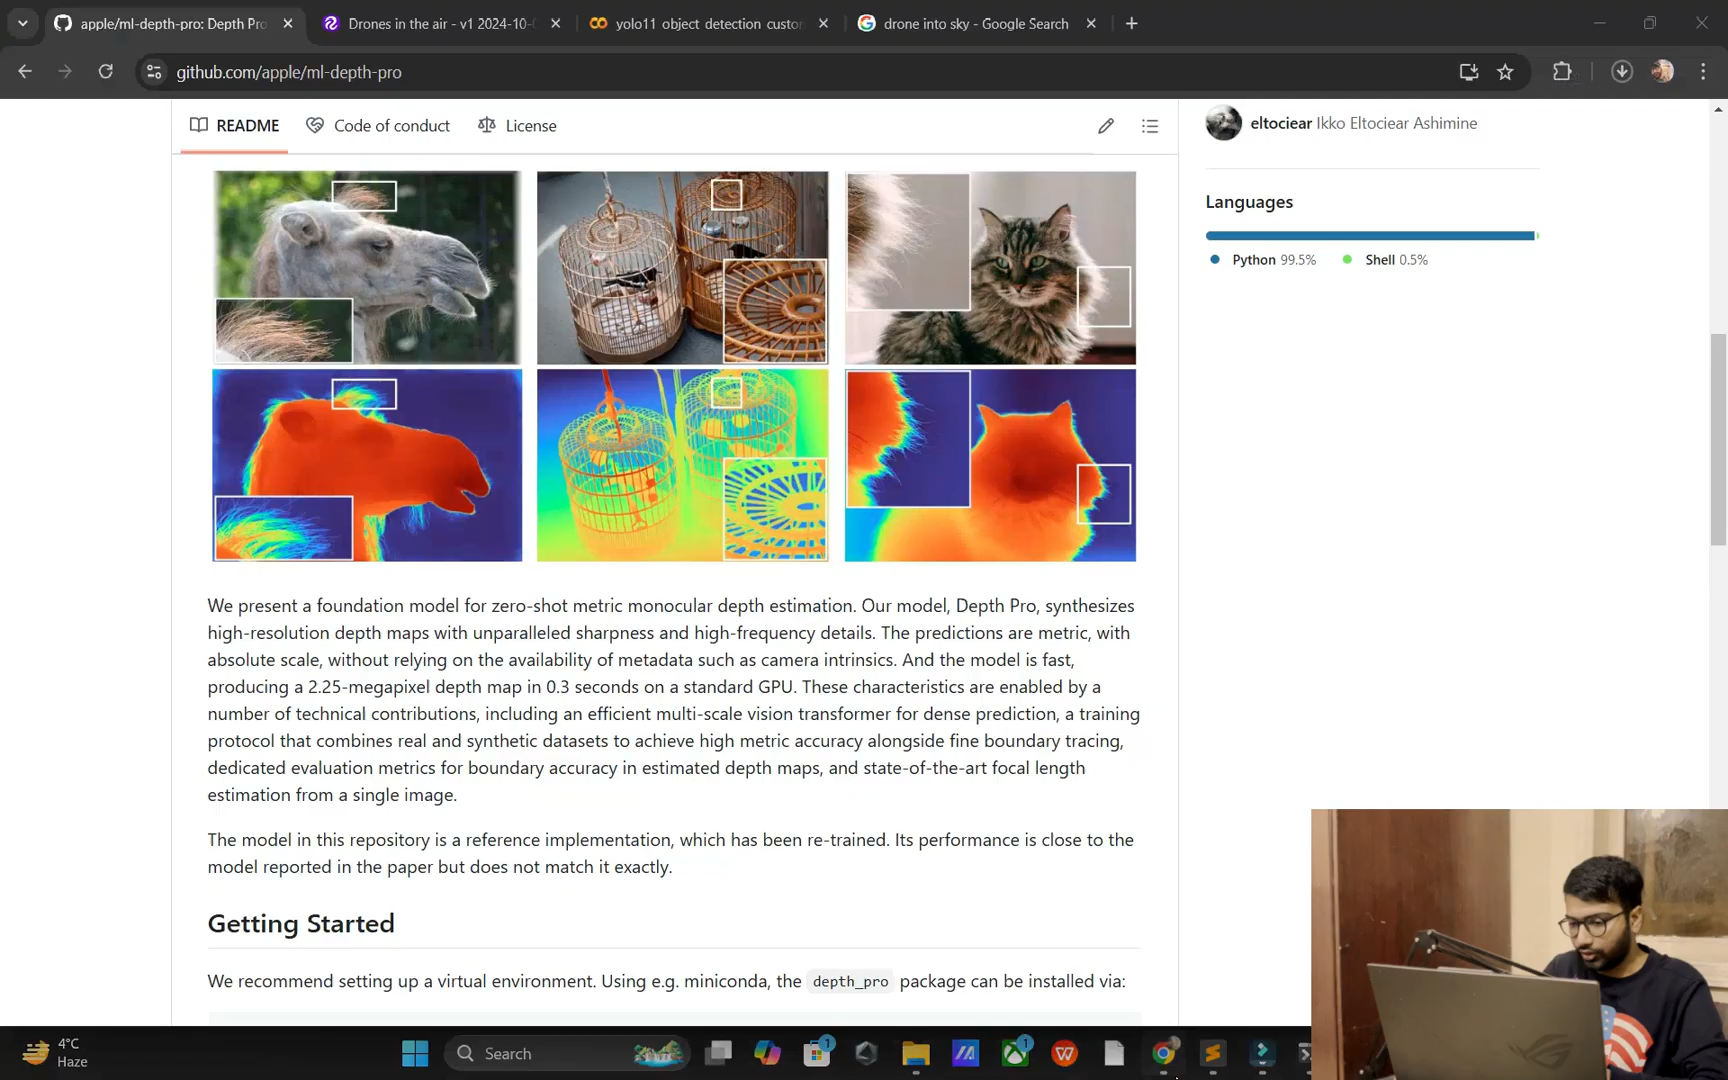 apple/ml-depth-pro: Depth Pro
Drones in the air - v1 2024-10-
yolo11 object detection custo
drone into sky - Google Search
github.com/apple/ml-depth-pro
README
Code of conduct
License
eltociear Ikko Eltociear Ashimine
Languages
Python 99.5%
Shell 0.5%
We present a foundation model for zero-shot metric monocular depth estimation. Our model, Depth Pro, synthesizes
high-resolution depth maps with unparalleled sharpness and high-frequency details. The predictions are metric, with
absolute scale, without relying on the availability of metadata such as camera intrinsics. And the model is fast,
producing a 2.25-megapixel depth map in 0.3 seconds on a standard GPU. These characteristics are enabled by a
number of technical contributions, including an efficient multi-scale vision transformer for dense prediction, a training
protocol that combines real and synthetic datasets to achieve high metric accuracy alongside fine boundary tracing,
dedicated evaluation metrics for boundary accuracy in estimated depth maps, and state-of-the-art focal length
estimation from a single image.
The model in this repository is a reference implementation, which has been re-trained. Its performance is close to the
model reported in the paper but does not match it exactly.
Getting Started
We recommend setting up a virtual environment. Using e.g. miniconda, the depth_pro package can be installed via:
4°C
Haze
Search
1
1